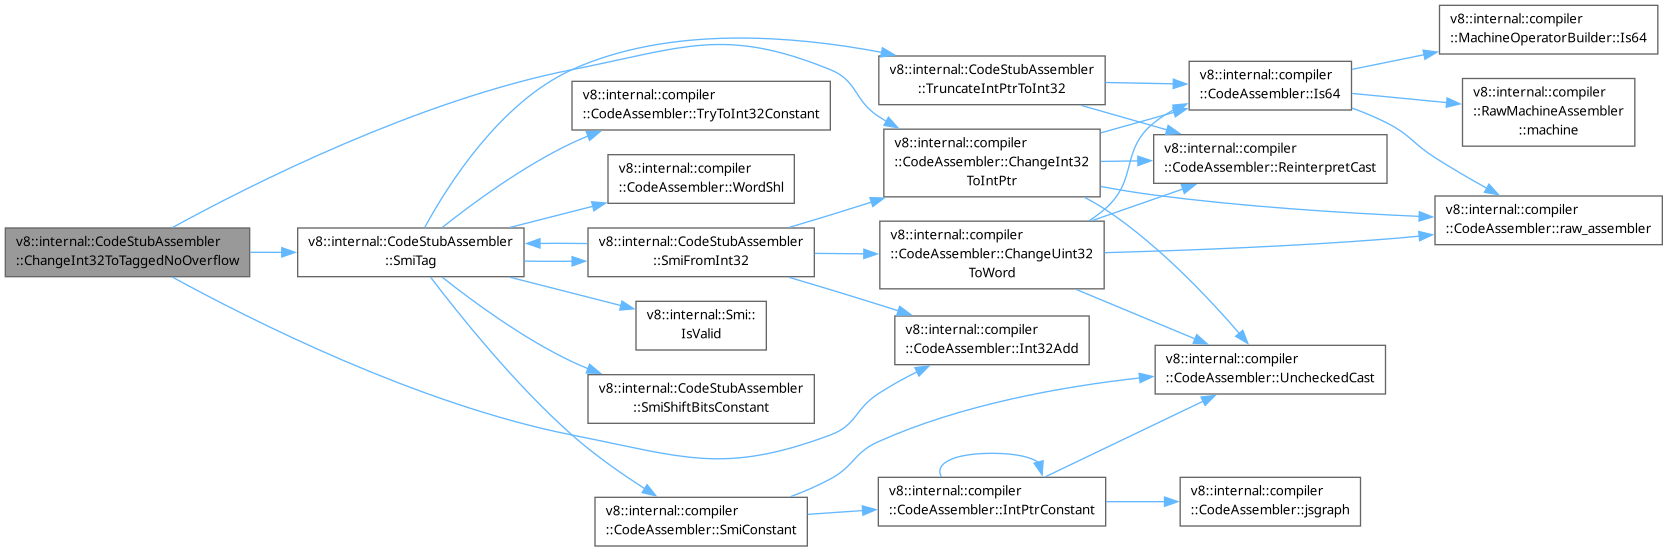 v8::internal::CodeStubAssembler
::ChangeInt32ToTaggedNoOverflow
v8::internal::CodeStubAssembler
::SmiTag
v8::internal::compiler
::CodeAssembler::TryToInt32Constant
v8::internal::compiler
::CodeAssembler::WordShl
v8::internal::CodeStubAssembler
::SmiFromInt32
v8::internal::Smi::
IsValid
v8::internal::CodeStubAssembler
::SmiShiftBitsConstant
v8::internal::compiler
::CodeAssembler::SmiConstant
v8::internal::CodeStubAssembler
::TruncateIntPtrToInt32
v8::internal::compiler
::CodeAssembler::ChangeInt32
ToIntPtr
v8::internal::compiler
::CodeAssembler::ChangeUint32
ToWord
v8::internal::compiler
::CodeAssembler::Int32Add
v8::internal::compiler
::CodeAssembler::IntPtrConstant
v8::internal::compiler
::CodeAssembler::Is64
v8::internal::compiler
::CodeAssembler::ReinterpretCast
v8::internal::compiler
::CodeAssembler::UncheckedCast
v8::internal::compiler
::CodeAssembler::jsgraph
v8::internal::compiler
::MachineOperatorBuilder::Is64
v8::internal::compiler
::RawMachineAssembler
::machine
v8::internal::compiler
::CodeAssembler::raw_assembler